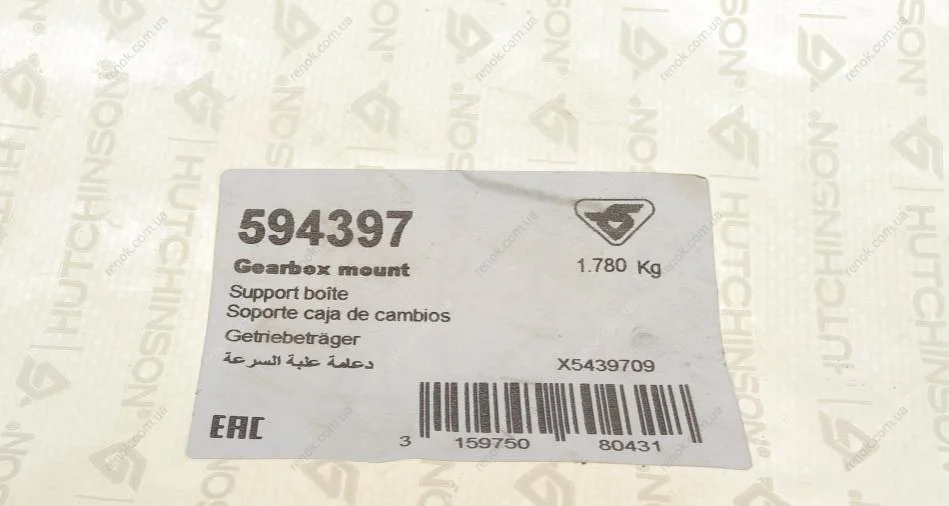 594397
Gearbox mount
1.780 Kg
Support boîte
Soporte caja de cambios
Getriebeträger
دعامة علبة السرعة
X5439709
EAC
3 159750 80431
HUTCHINSON®
renok.com.ua